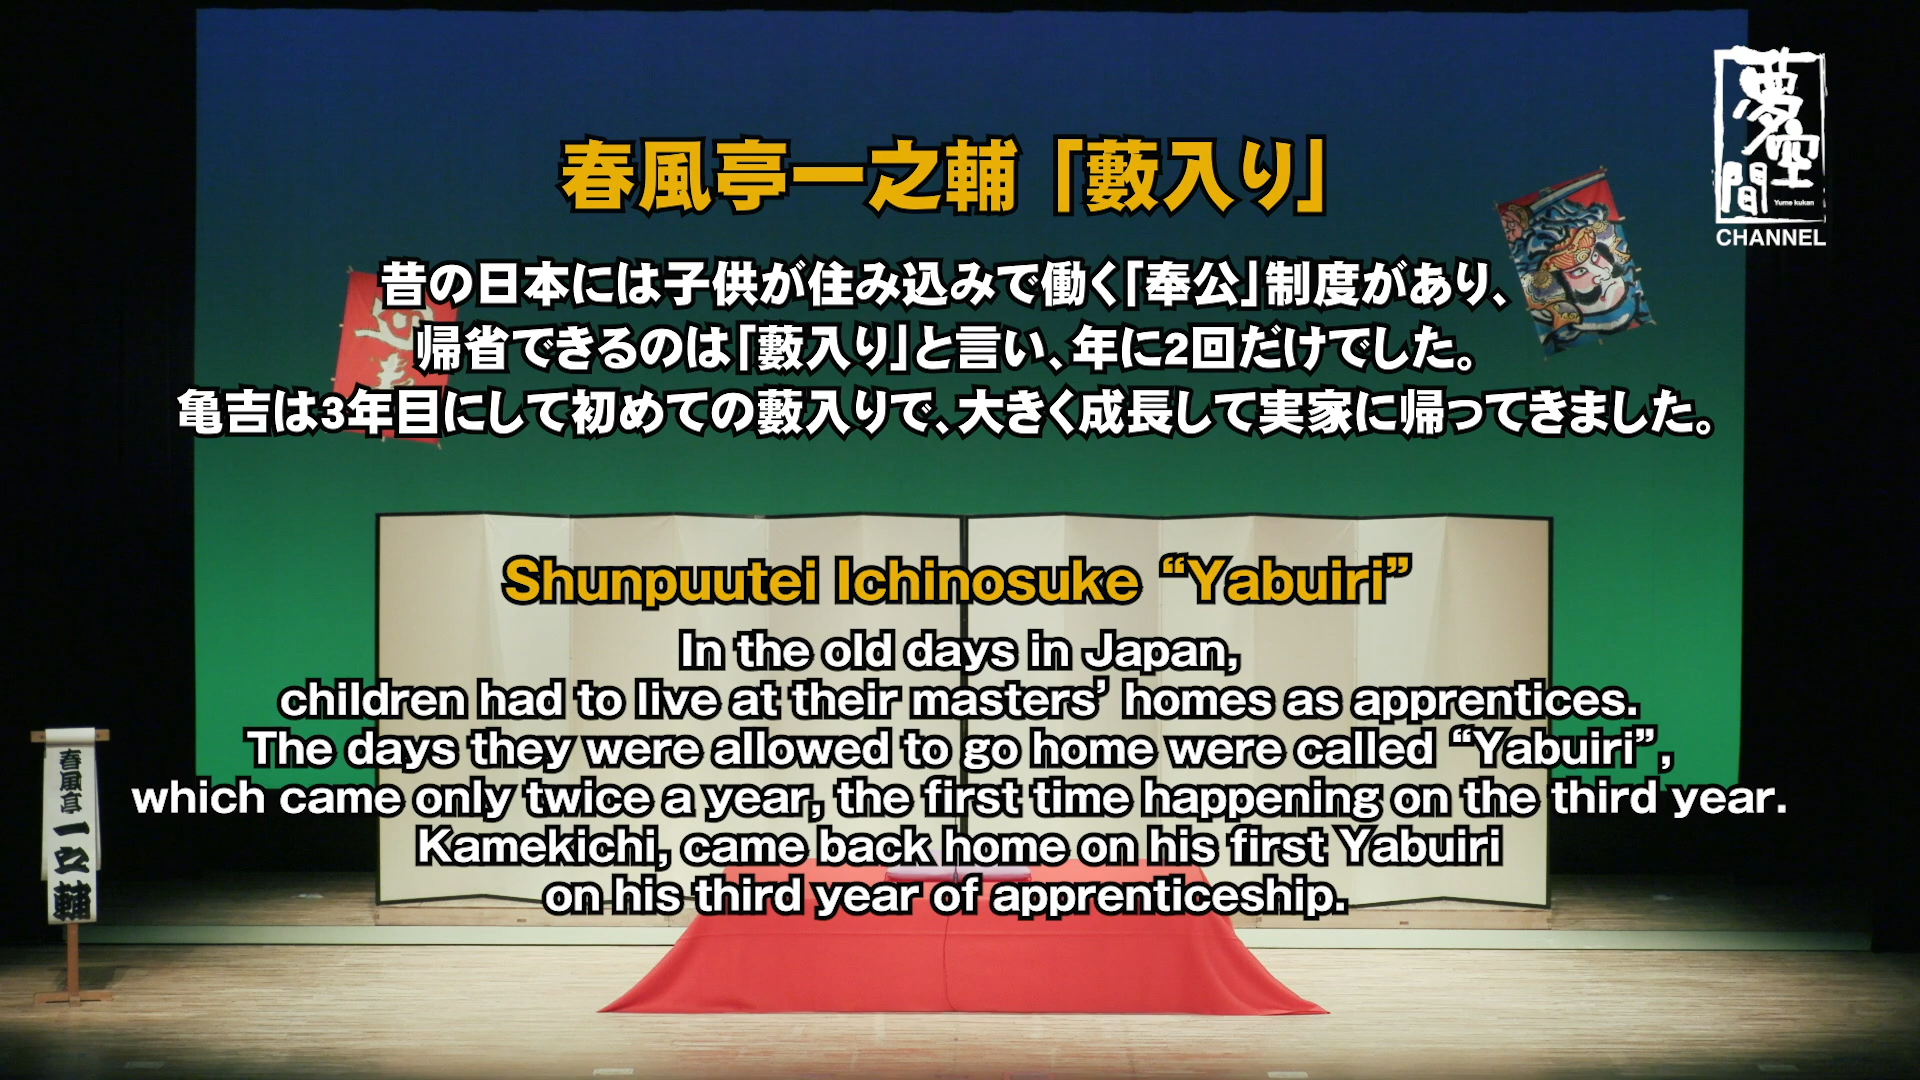 夢空間
Yume kukan
CHANNEL
春風亭一之輔「藪入り」
昔の日本には子供が住み込みで働く「奉公」制度があり、
帰省できるのは「藪入り」と言い、年に2回だけでした。
亀吉は3年目にして初めての藪入りで、大きく成長して実家に帰ってきました。
Shunpuutei Ichinosuke “Yabuiri”
In the old days in Japan,
children had to live at their masters’ homes as apprentices.
The days they were allowed to go home were called “Yabuiri”,
which came only twice a year, the first time happening on the third year.
Kamekichi, came back home on his first Yabuiri
on his third year of apprenticeship.
春風亭一之輔